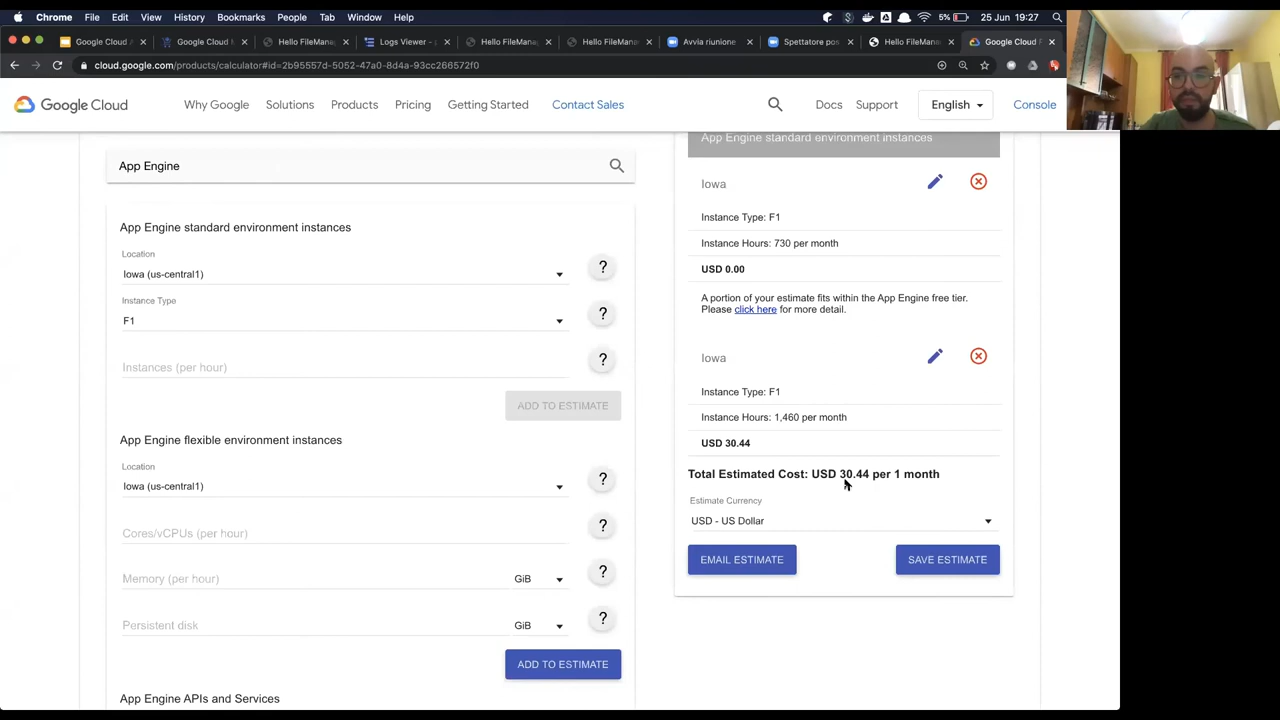 Chrome File Edit View History Bookmarks People Tab Window Help 5% 25 Jun 19:27
Google Cloud Google Cloud Hello FileMana Logs Viewer - Hello FileMana Hello FileMana Avvia riunione Spettatore pos Hello FileMana Google Cloud
cloud.google.com/products/calculator#id=2b95557d-5052-47a0-8d4a-93cc266572f0
Google Cloud Why Google Solutions Products Pricing Getting Started Contact Sales Docs Support English Console
App Engine
App Engine standard environment instances
Location
Iowa (us-central1)
?
Instance Type
F1
?
Instances (per hour)
?
ADD TO ESTIMATE
App Engine flexible environment instances
Location
Iowa (us-central1)
?
Cores/vCPUs (per hour)
?
Memory (per hour) GiB
?
Persistent disk GiB
?
ADD TO ESTIMATE
App Engine APIs and Services
App Engine standard environment instances
Iowa
Instance Type: F1
Instance Hours: 730 per month
USD 0.00
A portion of your estimate fits within the App Engine free tier.
Please click here for more detail.
Iowa
Instance Type: F1
Instance Hours: 1,460 per month
USD 30.44
Total Estimated Cost: USD 30.44 per 1 month
Estimate Currency
USD - US Dollar
EMAIL ESTIMATE SAVE ESTIMATE